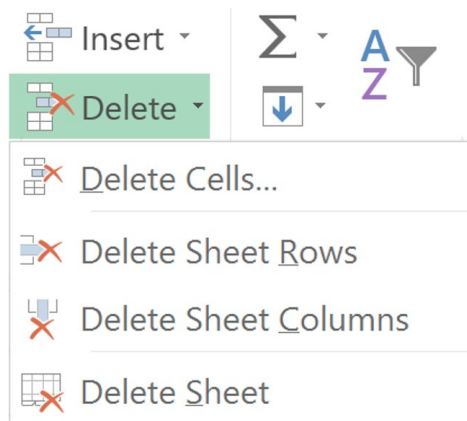 Insert
Σ
A
Z
Delete
Delete Cells...
Delete Sheet Rows
Delete Sheet Columns
Delete Sheet